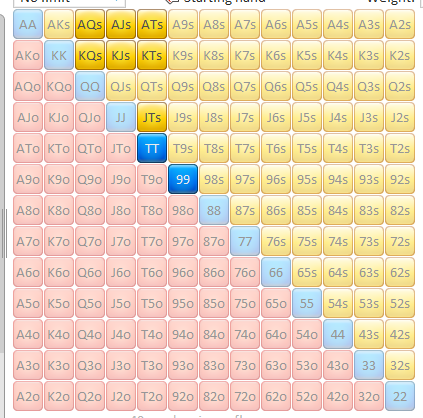 No limit
Starting hand
Weight:
AA AKs AQs AJs ATs A9s A8s A7s A6s A5s A4s A3s A2s
AKo KK KQs KJs KTs K9s K8s K7s K6s K5s K4s K3s K2s
AQo KQo QQ QJs QTs Q9s Q8s Q7s Q6s Q5s Q4s Q3s Q2s
AJo KJo QJo JJ JTs J9s J8s J7s J6s J5s J4s J3s J2s
ATo KTo QTo JTo TT T9s T8s T7s T6s T5s T4s T3s T2s
A9o K9o Q9o J9o T9o 99 98s 97s 96s 95s 94s 93s 92s
A8o K8o Q8o J8o T8o 98o 88 87s 86s 85s 84s 83s 82s
A7o K7o Q7o J7o T7o 97o 87o 77 76s 75s 74s 73s 72s
A6o K6o Q6o J6o T6o 96o 86o 76o 66 65s 64s 63s 62s
A5o K5o Q5o J5o T5o 95o 85o 75o 65o 55 54s 53s 52s
A4o K4o Q4o J4o T4o 94o 84o 74o 64o 54o 44 43s 42s
A3o K3o Q3o J3o T3o 93o 83o 73o 63o 53o 43o 33 32s
A2o K2o Q2o J2o T2o 92o 82o 72o 62o 52o 42o 32o 22